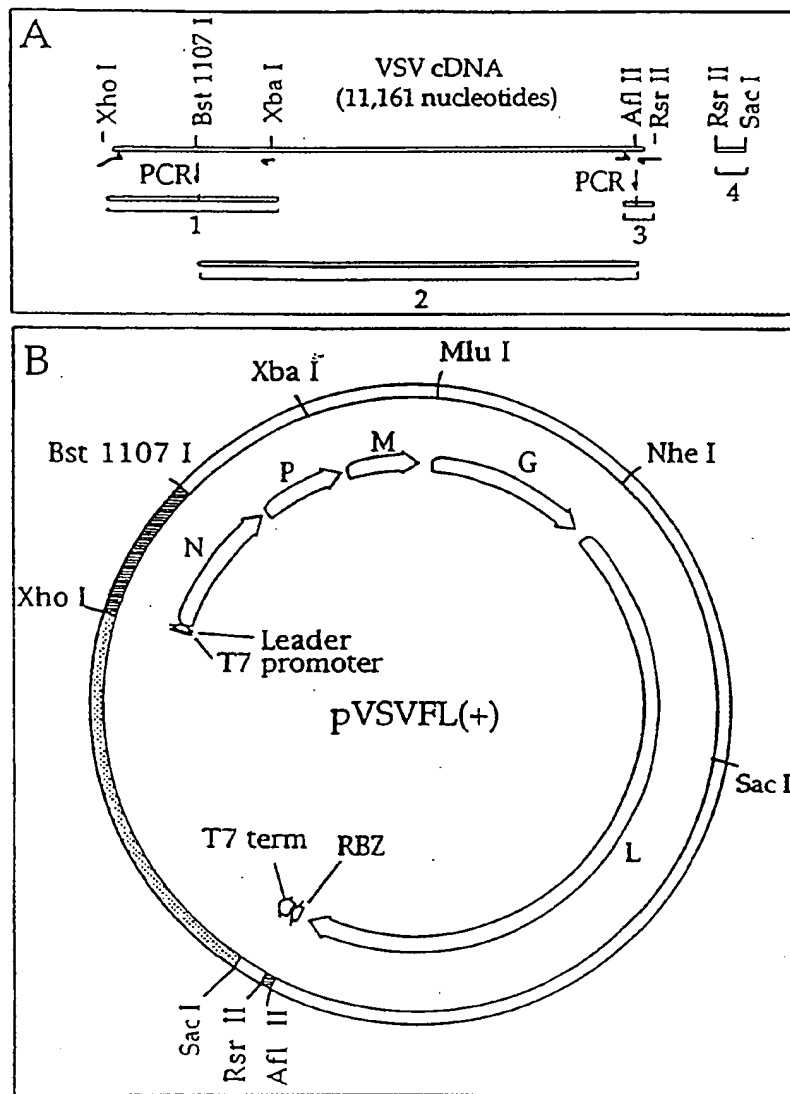 A
Xho I
Bst 1107 I
Xba I
VSV cDNA
(11,161 nucleotides)
Afl II
Rsr II
Rsr II
Sac I
PCR
PCR
1
3
4
2
B
Xba I
Mlu I
Bst 1107 I
Nhe I
P
M
G
N
Xho I
Leader
T7 promoter
pVSVFL(+)
Sac I
T7 term
RBZ
L
Sac I
Rsr II
Afl II